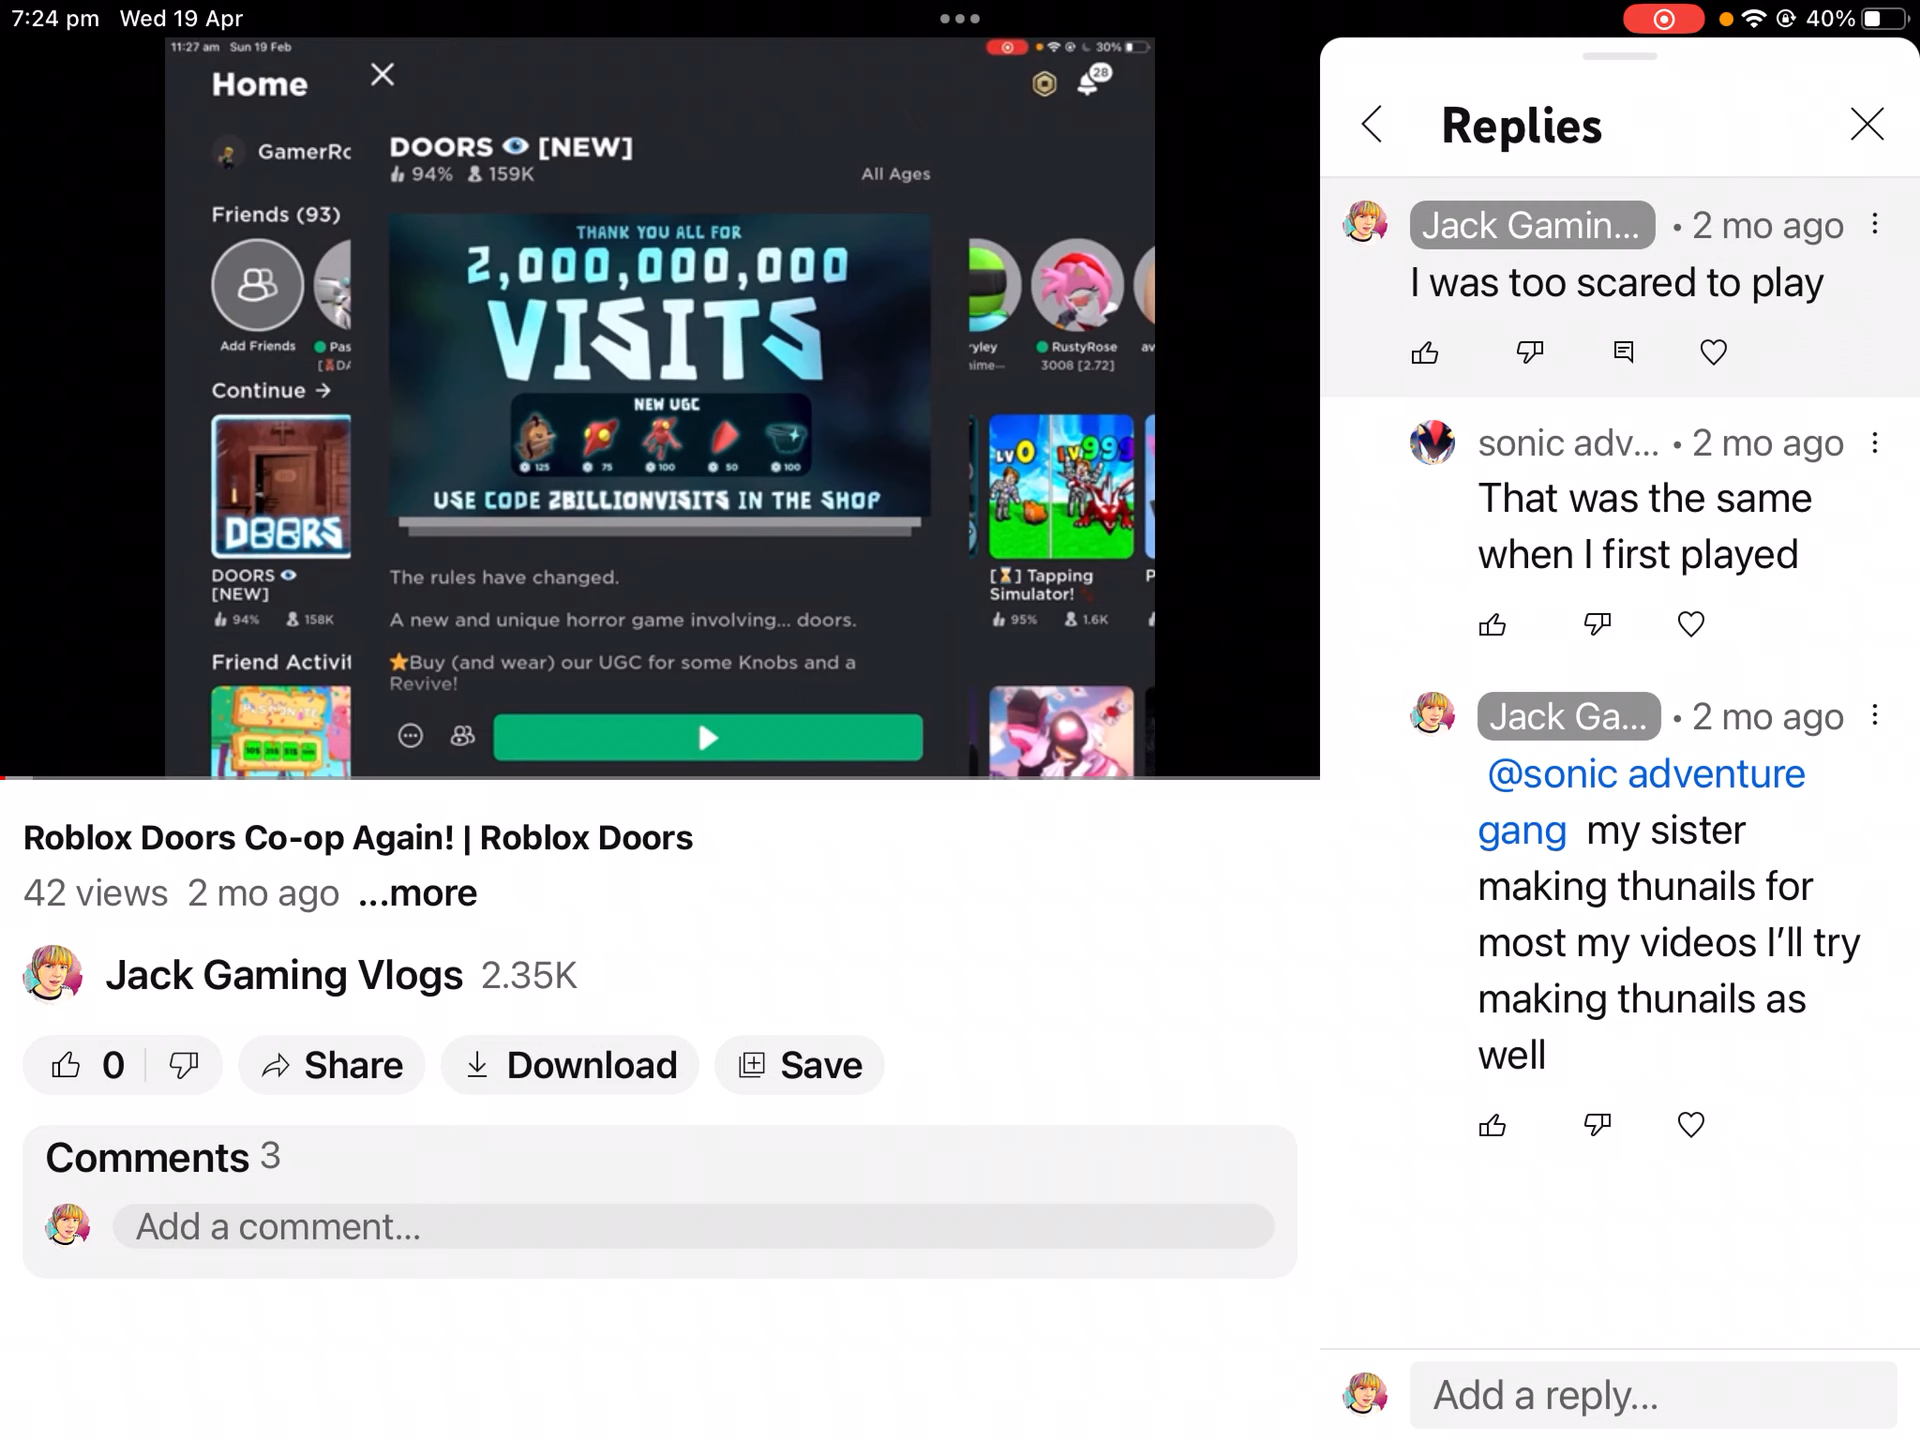 7:24 pm Wed 19 Apr
40%
11:27 am Sun 19 Feb
30%
Home
28
GamerRo
DOORS [NEW]
94% 159K
All Ages
Friends (93)
THANK YOU ALL FOR
2,000,000,000
VISITS
NEW UGC
125 75 100 50 100
USE CODE 2BILLIONVISITS IN THE SHOP
Add Friends
Pas
RustyRose
3008 [2.72]
Continue →
LV0 LV.999
DOORS
DOORS
[NEW]
94% 158K
The rules have changed.
[⌛] Tapping
Simulator!
95% 1.6K
A new and unique horror game involving... doors.
Friend Activit
⭐Buy (and wear) our UGC for some Knobs and a
Revive!
Roblox Doors Co-op Again! | Roblox Doors
42 views 2 mo ago ...more
Jack Gaming Vlogs 2.35K
0 Share Download Save
Comments 3
Add a comment...
Replies
Jack Gamin... • 2 mo ago
I was too scared to play
sonic adv... • 2 mo ago
That was the same
when I first played
Jack Ga... • 2 mo ago
@sonic adventure
gang my sister
making thunails for
most my videos I'll try
making thunails as
well
Add a reply...